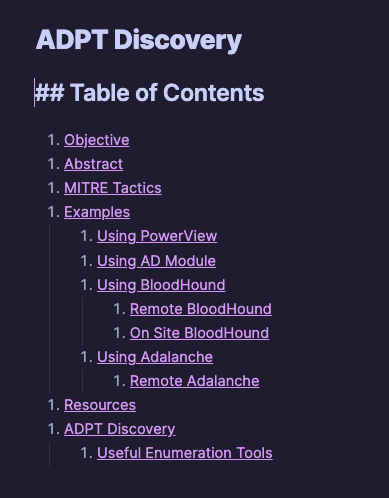 ADPT Discovery
## Table of Contents
1. Objective
1. Abstract
1. MITRE Tactics
1. Examples
1. Using PowerView
1. Using AD Module
1. Using BloodHound
1. Remote BloodHound
1. On Site BloodHound
1. Using Adalanche
1. Remote Adalanche
1. Resources
1. ADPT Discovery
1. Useful Enumeration Tools